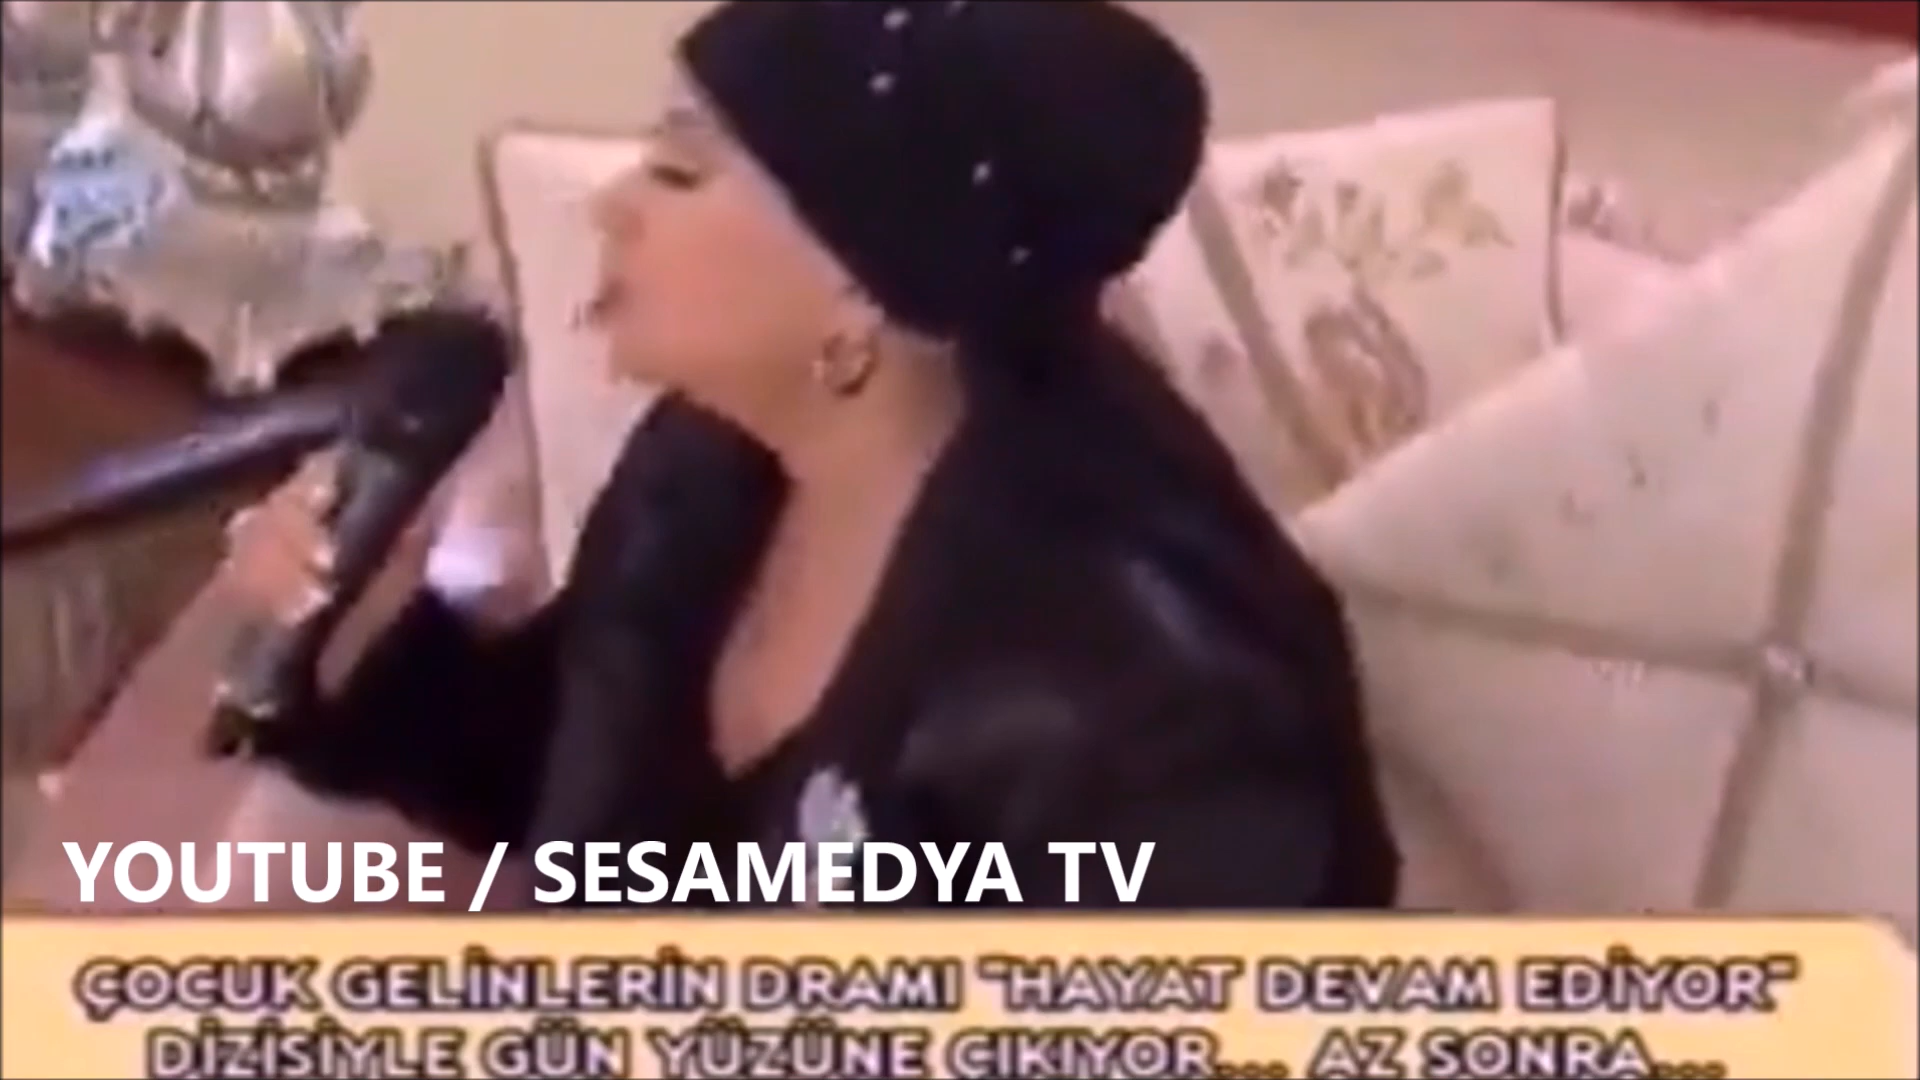 YOUTUBE / SESAMEDYA TV
ÇOCUK GELİNLERİN DRAMI "HAYAT DEVAM EDİYOR"
DİZİSİYLE GÜN YÜZÜNE ÇIKIYOR... AZ SONRA...